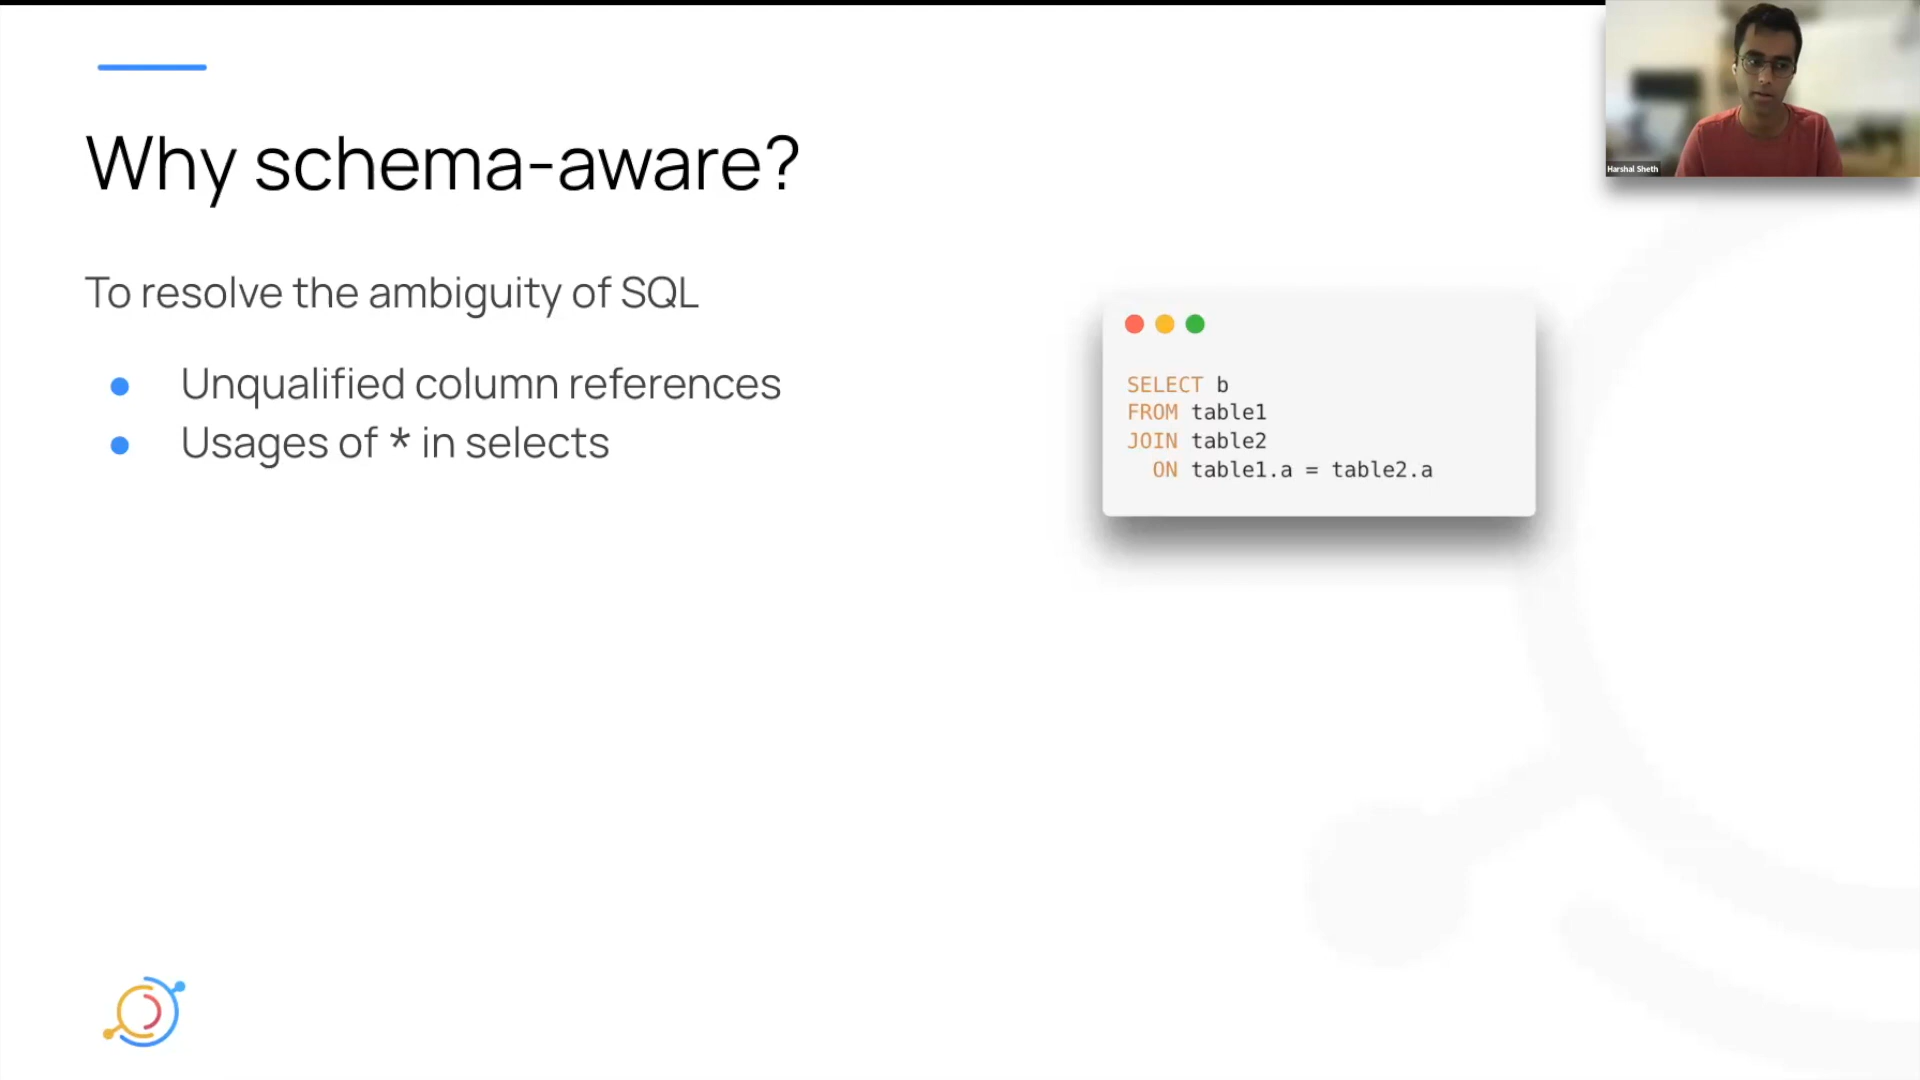 Why schema-aware?
To resolve the ambiguity of SQL
Unqualified column references
Usages of * in selects
SELECT b
FROM table1
JOIN table2
ON table1.a = table2.a
Harshal Sheth